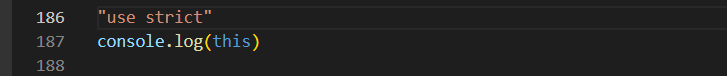 186 "use strict"
187 console.log(this)
188